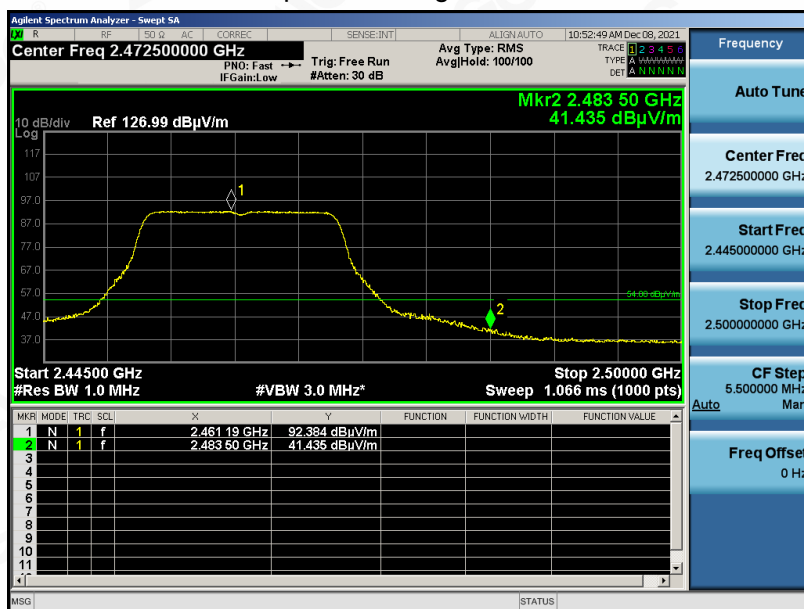 Agilent Spectrum Analyzer - Swept SA
LXI R RF 50 Ω AC CORREC SENSE:INT ALIGN AUTO 10:52:49 AM Dec 08, 2021
Center Freq 2.472500000 GHz
PNO: Fast
IFGain:Low
Trig: Free Run
#Atten: 30 dB
Avg Type: RMS
Avg|Hold: 100/100
TRACE 1 2 3 4 5 6
TYPE A WWWWW
DET A N N N N N
Mkr2 2.483 50 GHz
41.435 dBµV/m
10 dB/div Ref 126.99 dBµV/m
Log
117
107
97.0
87.0
77.0
67.0
57.0
47.0
37.0
1
54.00 dBµV/m
2
Start 2.44500 GHz Stop 2.50000 GHz
#Res BW 1.0 MHz #VBW 3.0 MHz* Sweep 1.066 ms (1000 pts)
MKR MODE TRC SCL X Y FUNCTION FUNCTION WIDTH FUNCTION VALUE
1 N 1 f 2.461 19 GHz 92.384 dBµV/m
2 N 1 f 2.483 50 GHz 41.435 dBµV/m
3
4
5
6
7
8
9
10
11
MSG STATUS
Frequency
Auto Tune
Center Freq
2.472500000 GHz
Start Freq
2.445000000 GHz
Stop Freq
2.500000000 GHz
CF Step
5.500000 MHz
Auto Man
Freq Offset
0 Hz